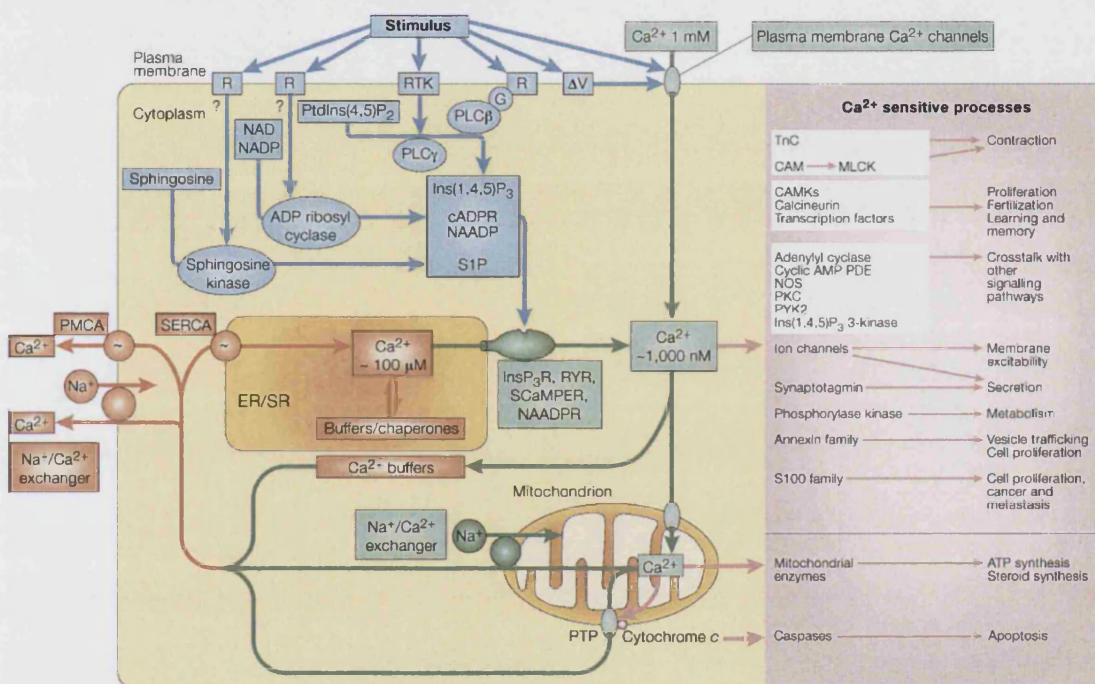 Stimulus
Ca²⁺ 1 mM
Plasma membrane Ca²⁺ channels
Plasma
membrane
R
R
RTK
R
ΔV
?
?
G
Cytoplasm
PtdIns(4,5)P₂
PLCβ
NAD
NADP
PLCγ
Sphingosine
ADP ribosyl
cyclase
Ins(1,4,5)P₃
cADPR
NAADP
S1P
Sphingosine
kinase
PMCA
SERCA
Ca²⁺
~
~
Ca²⁺
~ 100 μM
Ca²⁺
~1,000 nM
Na⁺
ER/SR
InsP₃R, RYR,
SCaMPER,
NAADPR
Ca²⁺
Buffers/chaperones
Na⁺/Ca²⁺
exchanger
Ca²⁺ buffers
Mitochondrion
Na⁺/Ca²⁺
exchanger
Na⁺
Ca²⁺
PTP
Cytochrome c
Ca²⁺ sensitive processes
TnC
Contraction
CAM
MLCK
CAMKs
Calcineurin
Transcription factors
Proliferation
Fertilization
Learning and
memory
Adenylyl cyclase
Cyclic AMP PDE
NOS
PKC
PYK2
Ins(1,4,5)P₃ 3-kinase
Crosstalk with
other
signalling
pathways
Ion channels
Membrane
excitability
Synaptotagmin
Secretion
Phosphorylase kinase
Metabolism
Annexin family
Vesicle trafficking
Cell proliferation
S100 family
Cell proliferation,
cancer and
metastasis
Mitochondrial
enzymes
ATP synthesis
Steroid synthesis
Caspases
Apoptosis